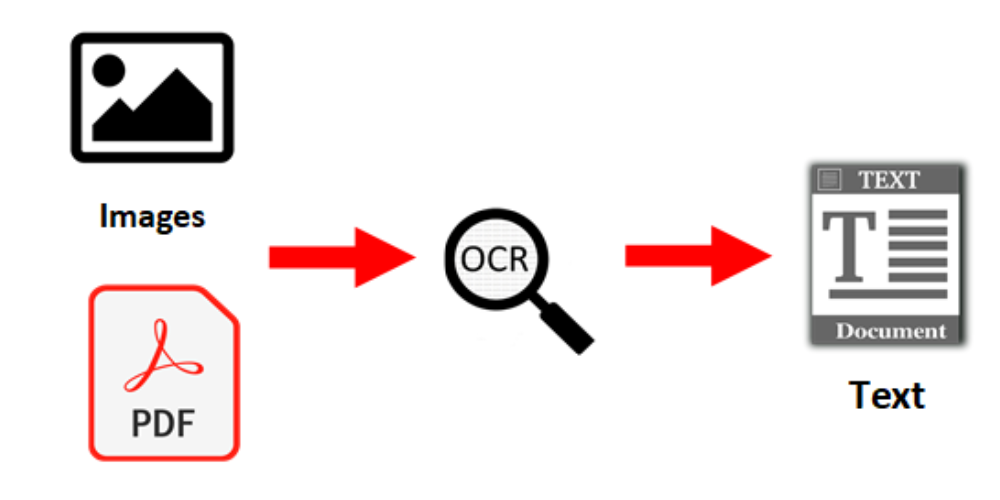 Images
PDF
OCR
TEXT
T
Document
Text